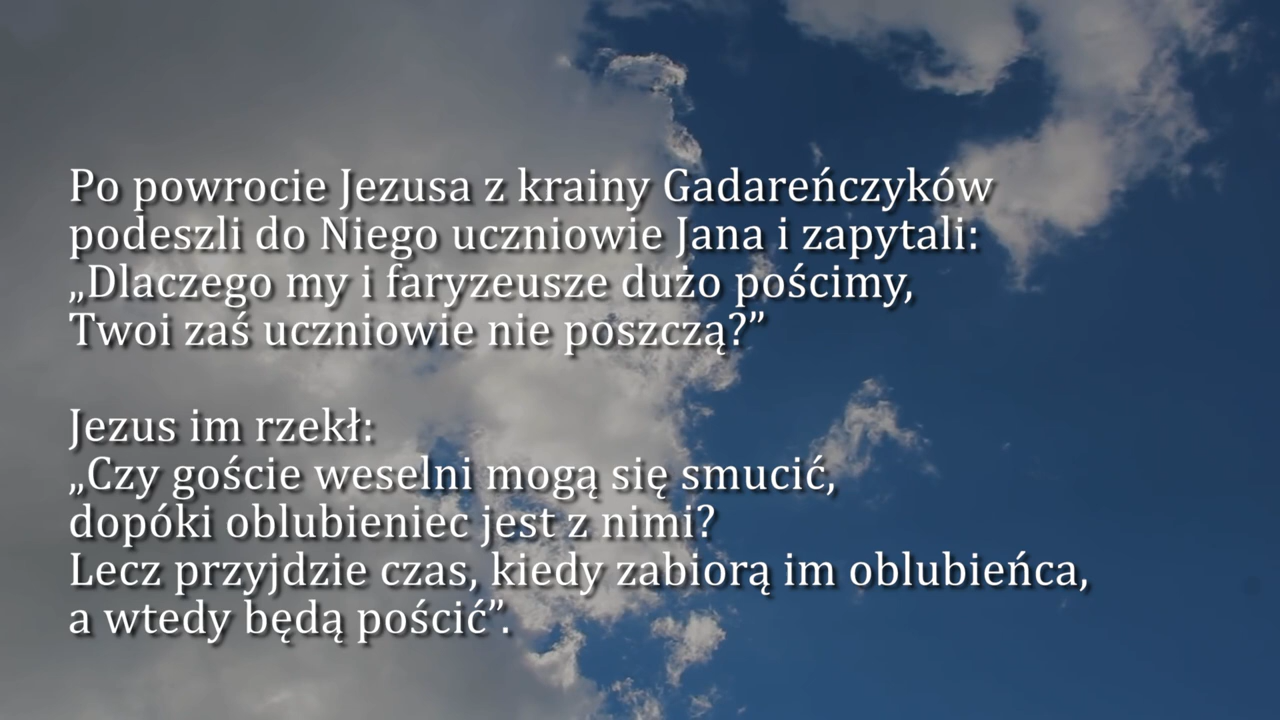 Po powrocie Jezusa z krainy Gadareńczyków
podeszli do Niego uczniowie Jana i zapytali:
„Dlaczego my i faryzeusze dużo pościmy,
Twoi zaś uczniowie nie poszczą?”
Jezus im rzekł:
„Czy goście weselni mogą się smucić,
dopóki oblubieniec jest z nimi?
Lecz przyjdzie czas, kiedy zabiorą im oblubieńca,
a wtedy będą pościć”.